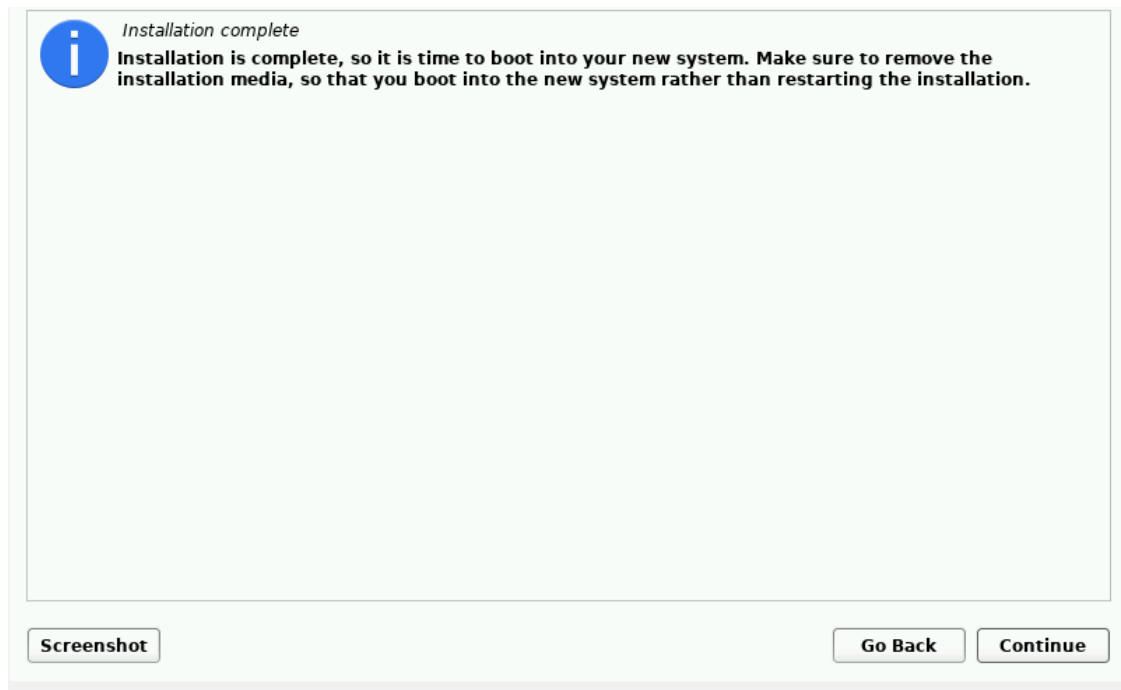 Installation complete
Installation is complete, so it is time to boot into your new system. Make sure to remove the
installation media, so that you boot into the new system rather than restarting the installation.
Screenshot
Go Back
Continue